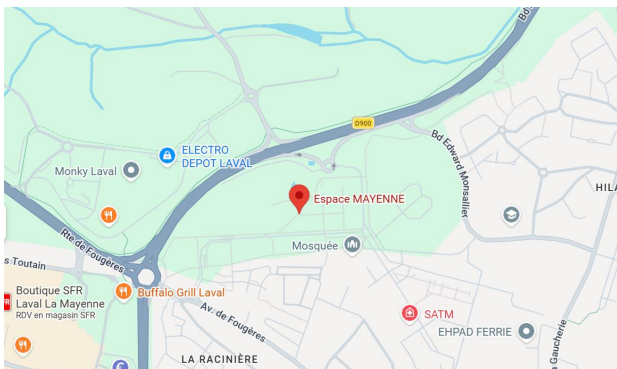 Bd
D900
Bd Edward Monsallier
ELECTRO
DEPOT LAVAL
Monky Laval
HILA
Espace MAYENNE
Rte de Fougères
Mosquée
s Toutain
Boutique SFR
Laval La Mayenne
RDV en magasin SFR
FR
Buffalo Grill Laval
Av. de Fougères
SATM
EHPAD FERRIE
a Gaucherie
LA RACINIÈRE
€